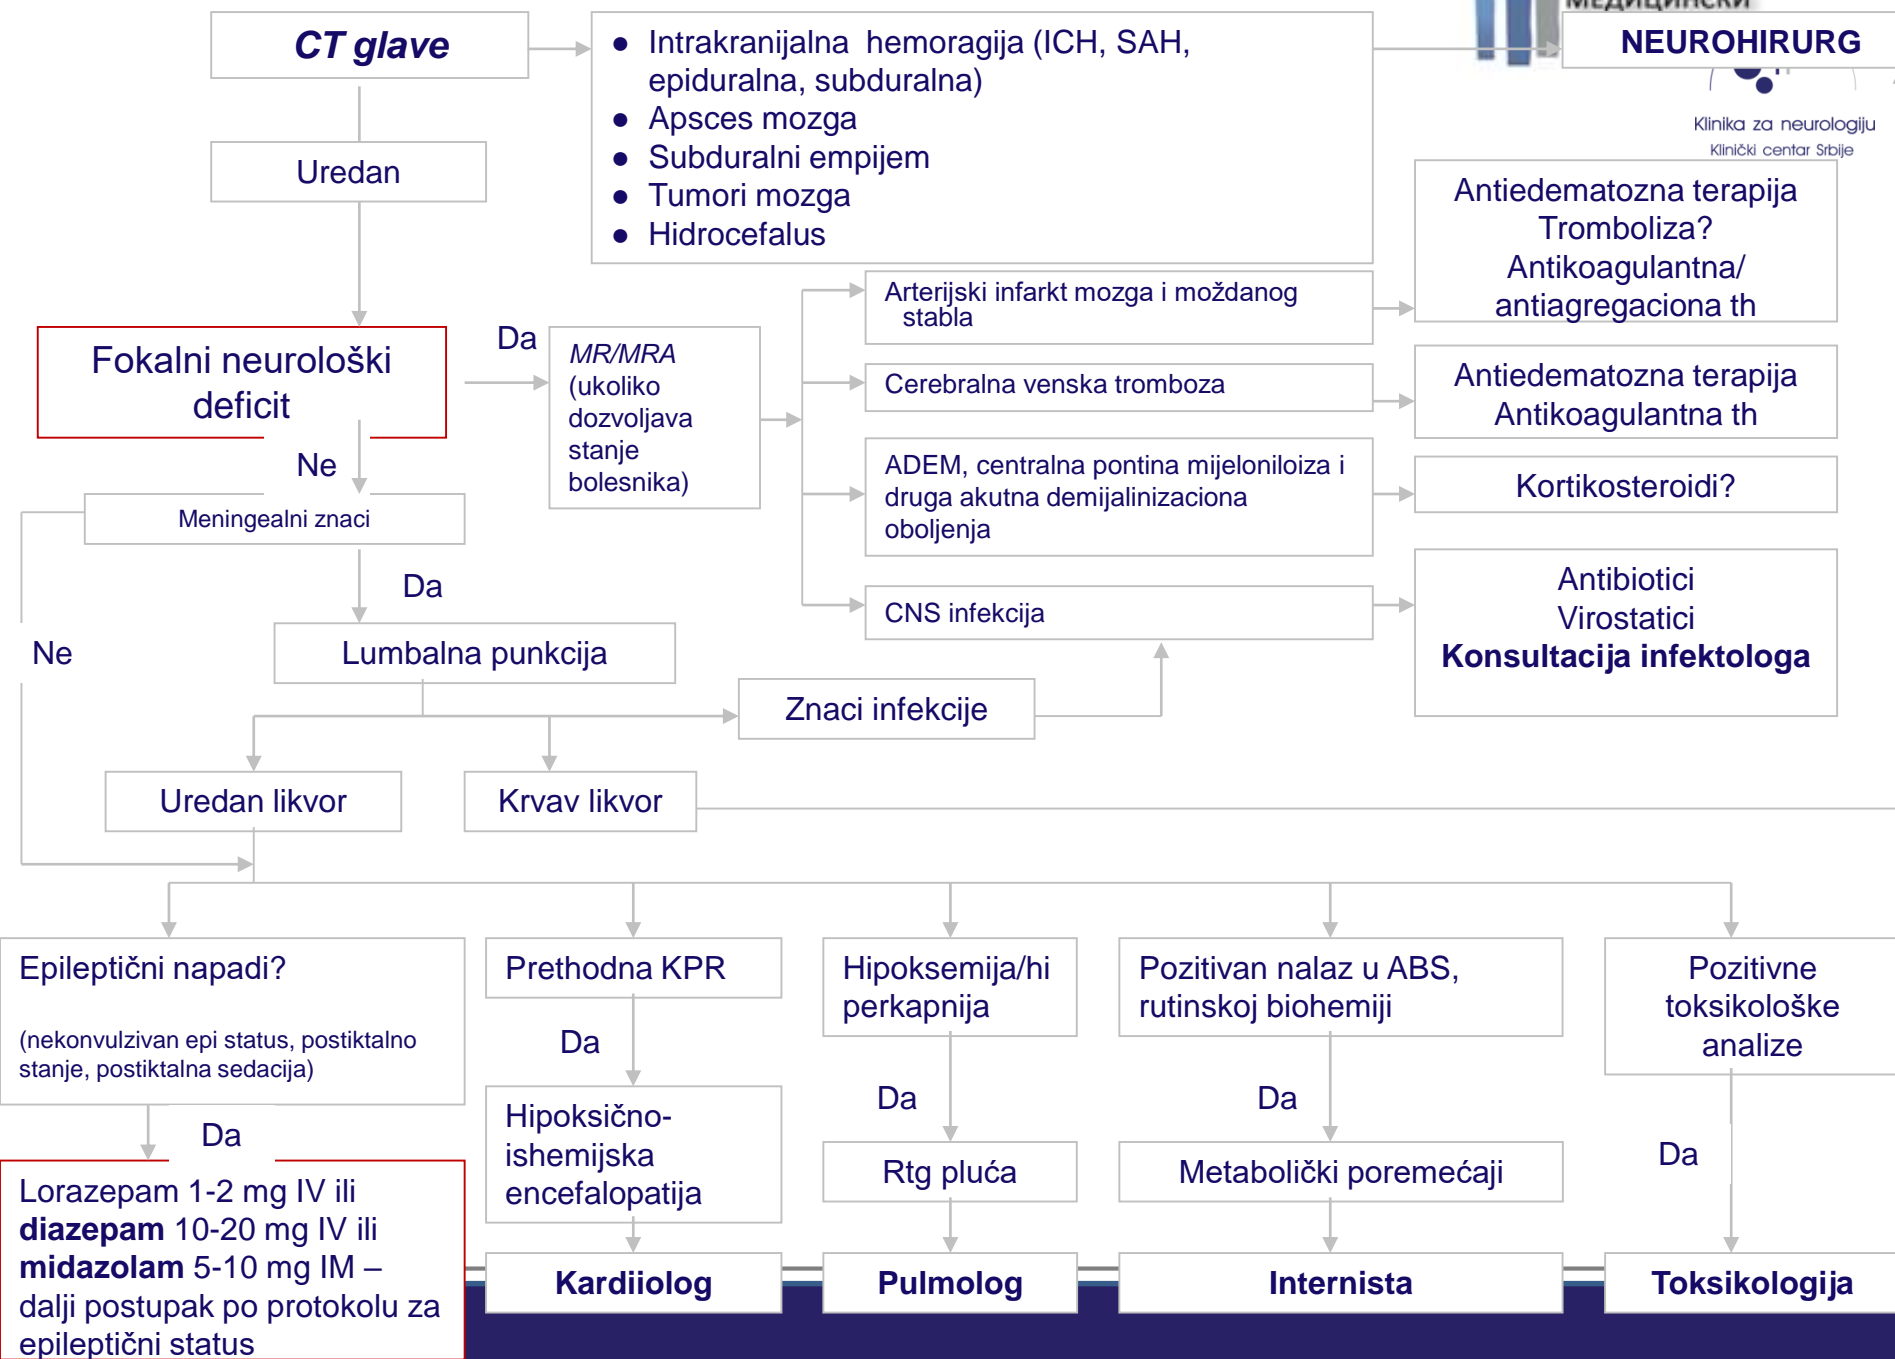 МЕДИЦИНСКИ
CT glave
● Intrakranijalna hemoragija (ICH, SAH,
epiduralna, subduralna)
● Apsces mozga
● Subduralni empijem
● Tumori mozga
● Hidrocefalus
NEUROHIRURG
Klinika za neurologiju
Klinički centar Srbije
Uredan
Antiedematozna terapija
Tromboliza?
Antikoagulantna/
antiagregaciona th
Arterijski infarkt mozga i moždanog
stabla
Fokalni neurološki
deficit
Da
MR/MRA
(ukoliko
dozvoljava
stanje
bolesnika)
Cerebralna venska tromboza
Antiedematozna terapija
Antikoagulantna th
ADEM, centralna pontina mijeloniloiza i
druga akutna demijalinizaciona
oboljenja
Kortikosteroidi?
Ne
Meningealni znaci
Da
CNS infekcija
Antibiotici
Virostatici
Konsultacija infektologa
Ne
Lumbalna punkcija
Znaci infekcije
Uredan likvor
Krvav likvor
Epileptični napadi?
(nekonvulzivan epi status, postiktalno
stanje, postiktalna sedacija)
Da
Lorazepam 1-2 mg IV ili
diazepam 10-20 mg IV ili
midazolam 5-10 mg IM –
dalji postupak po protokolu za
epileptični status
Prethodna KPR
Da
Hipoksično-
ishemijska
encefalopatija
Kardiiolog
Hipoksemija/hi
perkapnija
Da
Rtg pluća
Pulmolog
Pozitivan nalaz u ABS,
rutinskoj biohemiji
Da
Metabolički poremećaji
Internista
Pozitivne
toksikološke
analize
Da
Toksikologija